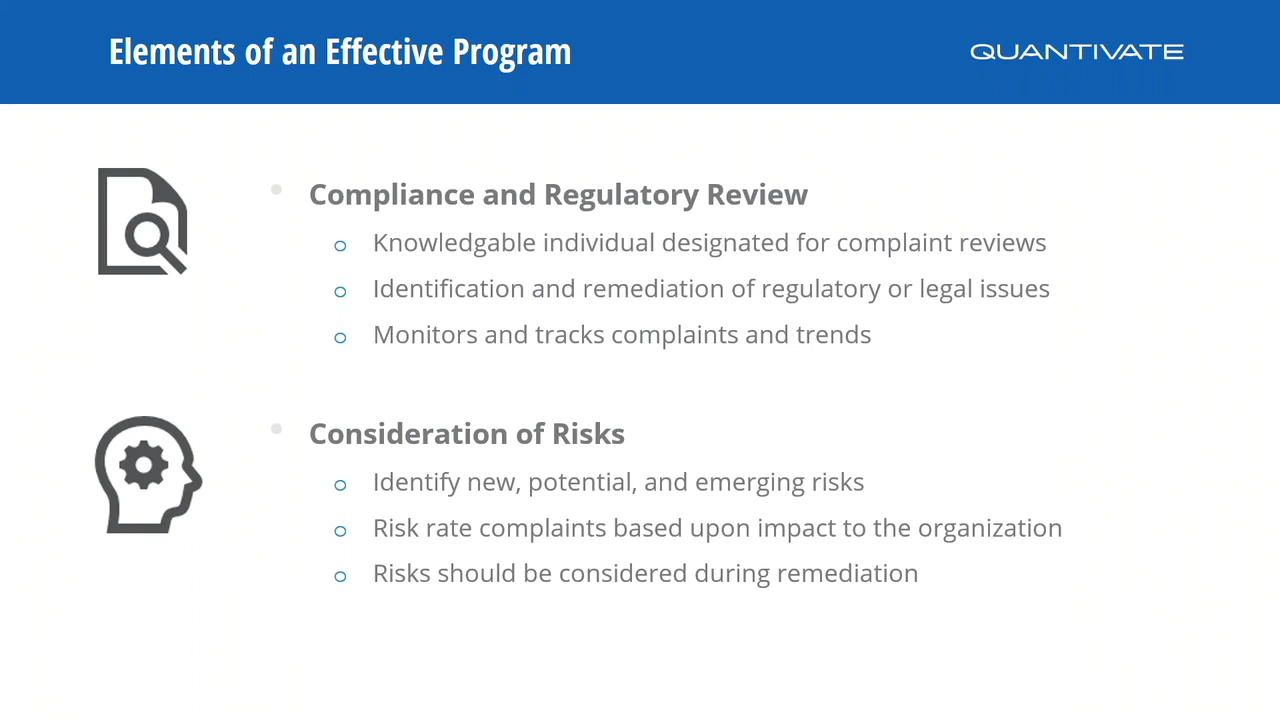 Elements of an Effective Program
QUANTIVATE
Compliance and Regulatory Review
Knowledgable individual designated for complaint reviews
Identification and remediation of regulatory or legal issues
Monitors and tracks complaints and trends
Consideration of Risks
Identify new, potential, and emerging risks
Risk rate complaints based upon impact to the organization
Risks should be considered during remediation